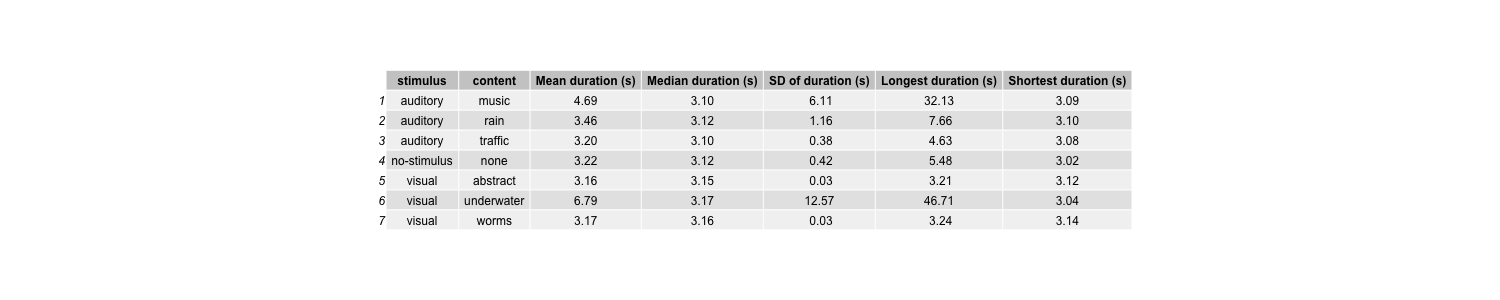 stimulus content Mean duration (s) Median duration (s) SD of duration (s) Longest duration (s) Shortest duration (s)
1 auditory music 4.69 3.10 6.11 32.13 3.09
2 auditory rain 3.46 3.12 1.16 7.66 3.10
3 auditory traffic 3.20 3.10 0.38 4.63 3.08
4 no-stimulus none 3.22 3.12 0.42 5.48 3.02
5 visual abstract 3.16 3.15 0.03 3.21 3.12
6 visual underwater 6.79 3.17 12.57 46.71 3.04
7 visual worms 3.17 3.16 0.03 3.24 3.14